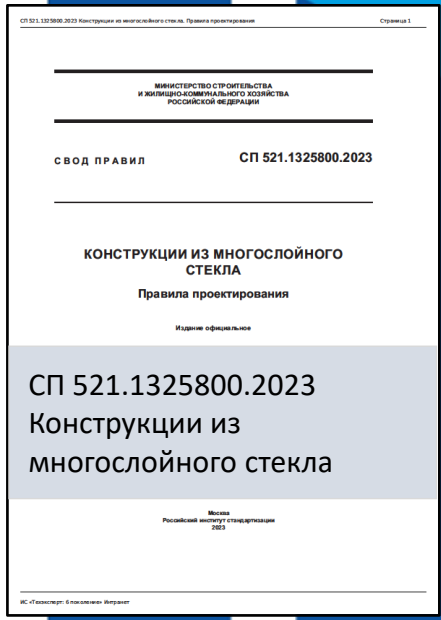 СП 521.1325800.2023 Конструкции из многослойного стекла. Правила проектирования Страница 1
МИНИСТЕРСТВО СТРОИТЕЛЬСТВА
И ЖИЛИЩНО-КОММУНАЛЬНОГО ХОЗЯЙСТВА
РОССИЙСКОЙ ФЕДЕРАЦИИ
СВОД ПРАВИЛ СП 521.1325800.2023
КОНСТРУКЦИИ ИЗ МНОГОСЛОЙНОГО
СТЕКЛА
Правила проектирования
Издание официальное
СП 521.1325800.2023
Конструкции из
многослойного стекла
Москва
Российский институт стандартизации
2023
ИС «Техэксперт: 6 поколение» Интранет